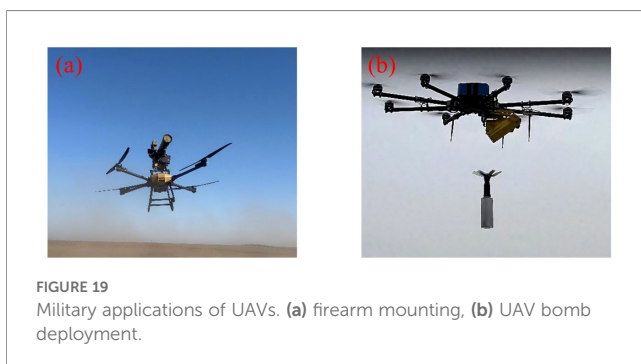 (a)
(b)
FIGURE 19
Military applications of UAVs. (a) firearm mounting, (b) UAV bomb
deployment.